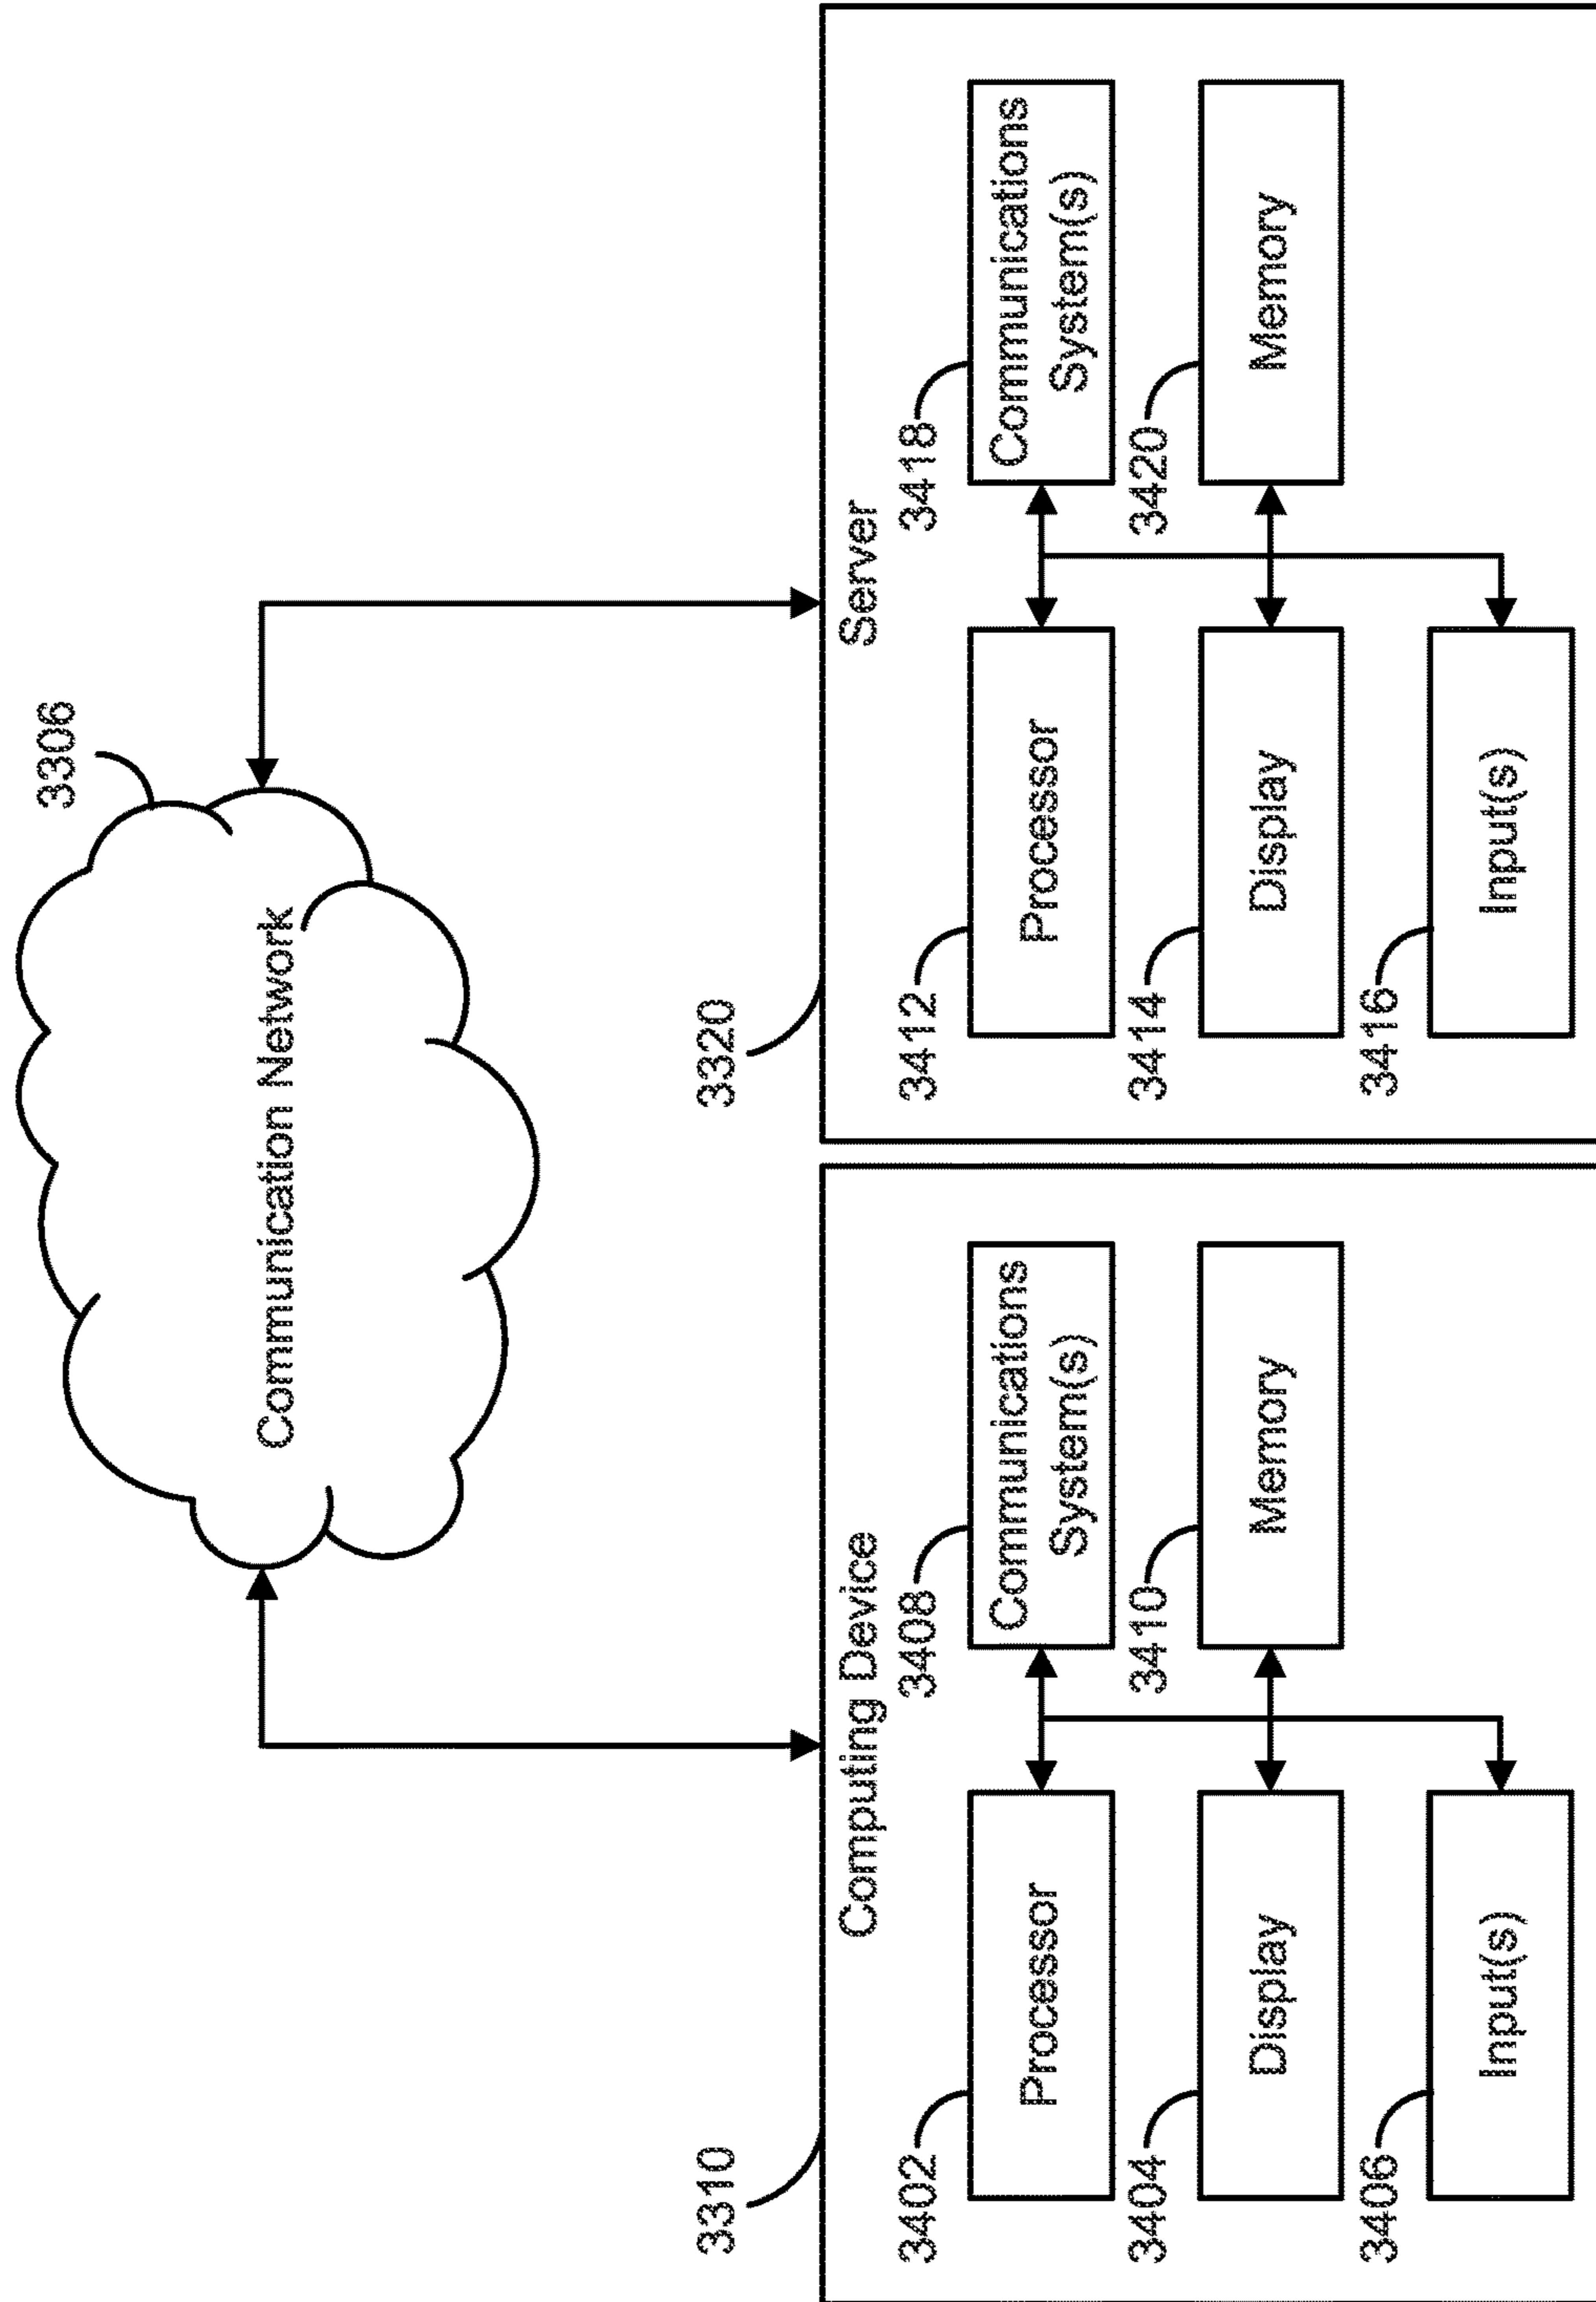 3306
Communication Network
3310
Computing Device
3402
Processor
3408
Communications
System(s)
3404
Display
3410
Memory
3406
Input(s)
3320
Server
3412
Processor
3418
Communications
System(s)
3414
Display
3420
Memory
3416
Input(s)